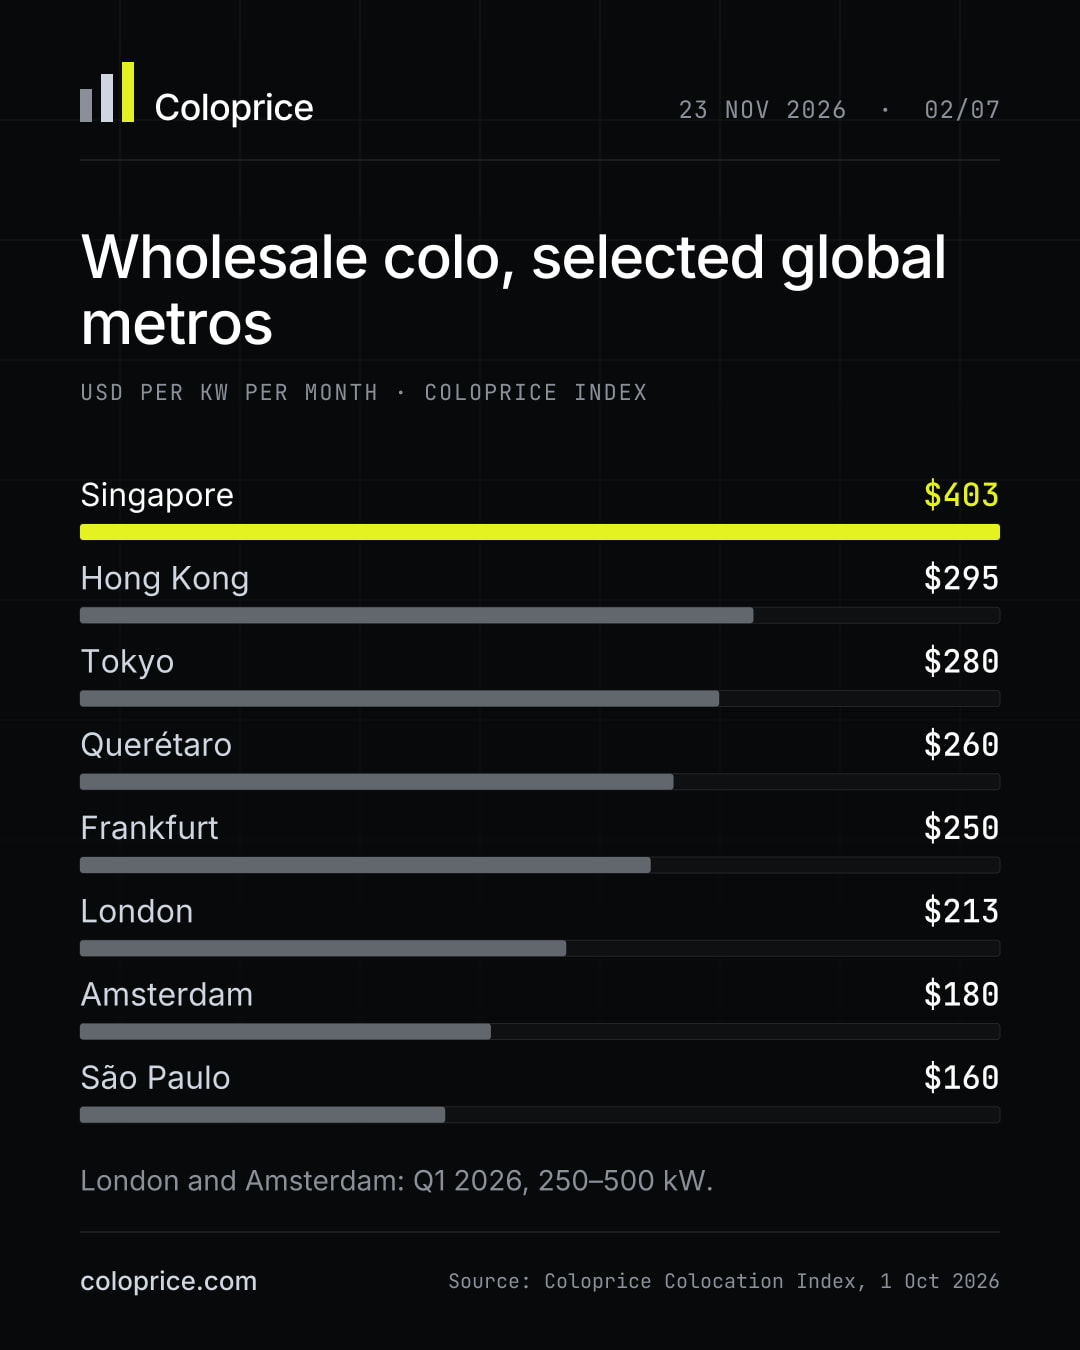 Coloprice
23 NOV 2026 · 02/07
Wholesale colo, selected global
metros
USD PER KW PER MONTH · COLOPRICE INDEX
Singapore $403
Hong Kong $295
Tokyo $280
Querétaro $260
Frankfurt $250
London $213
Amsterdam $180
São Paulo $160
London and Amsterdam: Q1 2026, 250–500 kW.
coloprice.com
Source: Coloprice Colocation Index, 1 Oct 2026